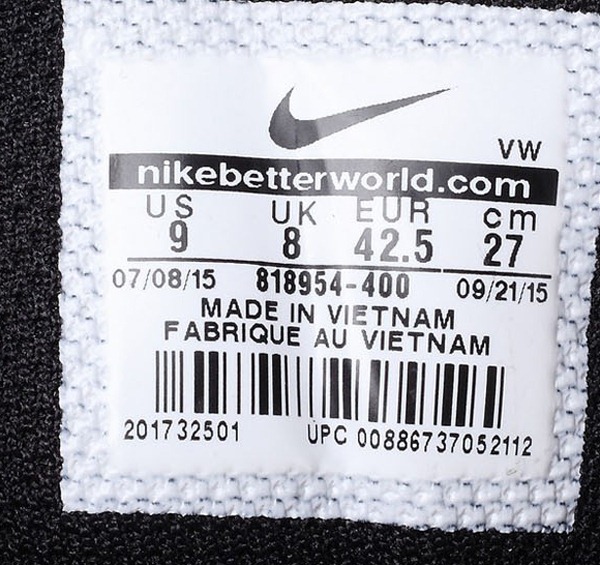 VW
nikebetterworld.com
US UK EUR cm
9 8 42.5 27
07/08/15 818954-400 09/21/15
MADE IN VIETNAM
FABRIQUE AU VIETNAM
201732501 UPC 00886737052112